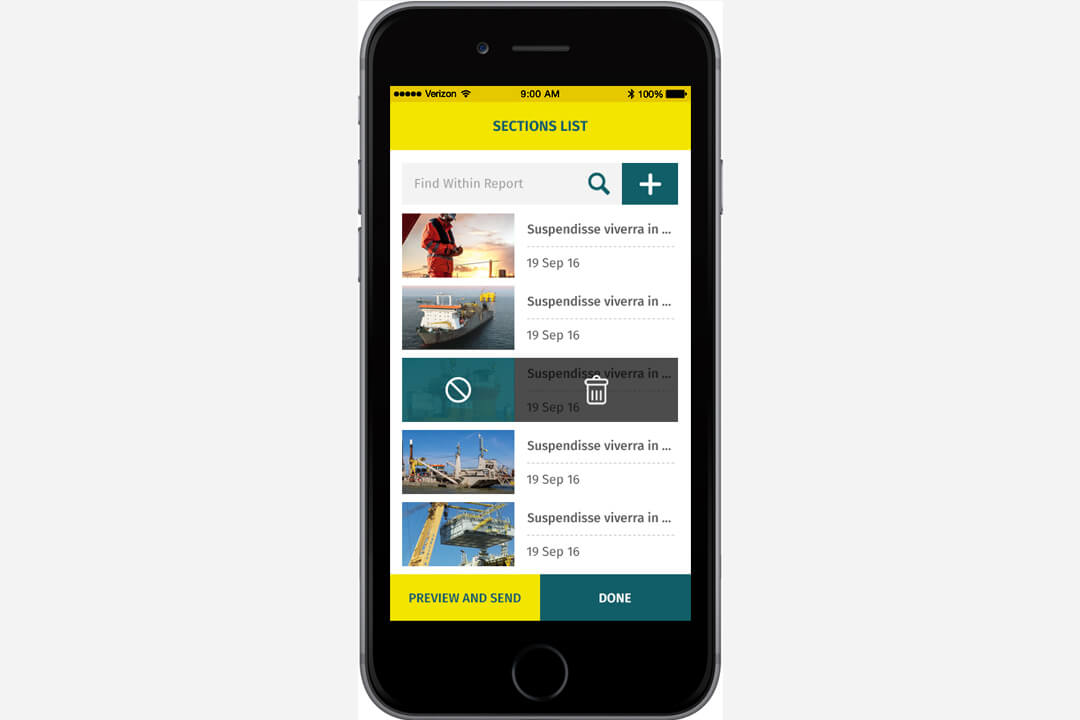 Verizon 9:00 AM 100%
SECTIONS LIST
Find Within Report
Suspendisse viverra in ...
19 Sep 16
Suspendisse viverra in ...
19 Sep 16
Suspendisse viverra in ...
19 Sep 16
Suspendisse viverra in ...
19 Sep 16
Suspendisse viverra in ...
19 Sep 16
PREVIEW AND SEND DONE